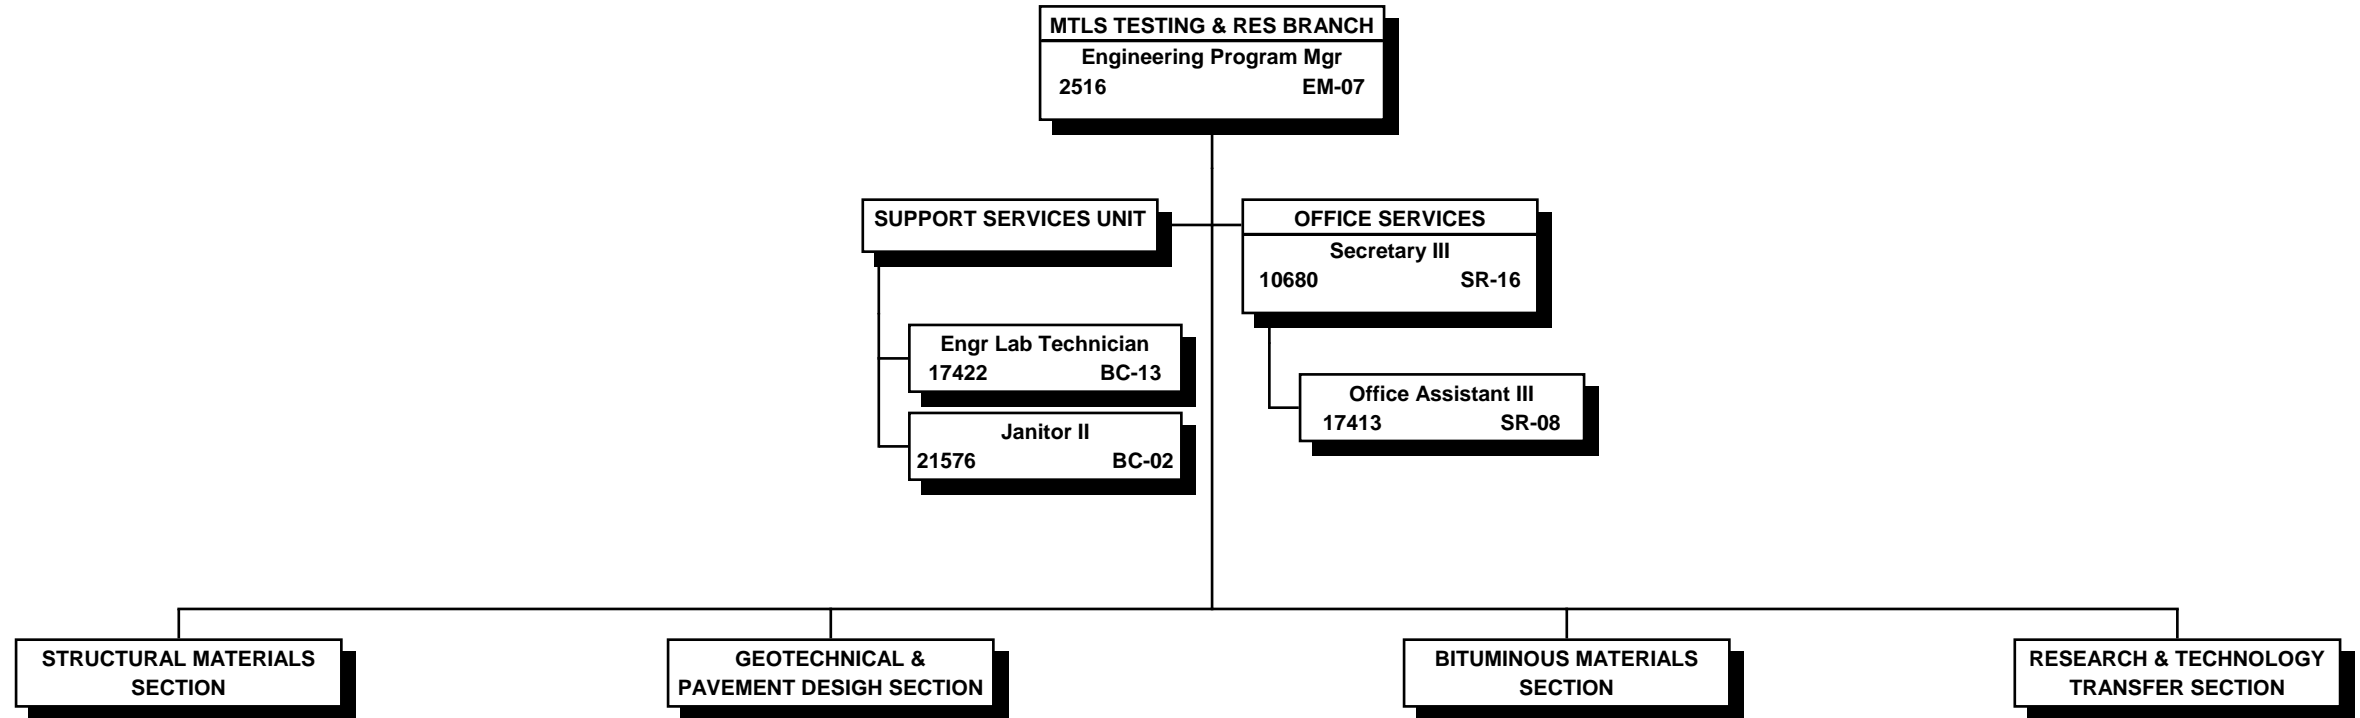 MTLS TESTING & RES BRANCH
Engineering Program Mgr
2516 EM-07
SUPPORT SERVICES UNIT
Engr Lab Technician
17422 BC-13
Janitor II
21576 BC-02
OFFICE SERVICES
Secretary III
10680 SR-16
Office Assistant III
17413 SR-08
STRUCTURAL MATERIALS
SECTION
GEOTECHNICAL &
PAVEMENT DESIGH SECTION
BITUMINOUS MATERIALS
SECTION
RESEARCH & TECHNOLOGY
TRANSFER SECTION